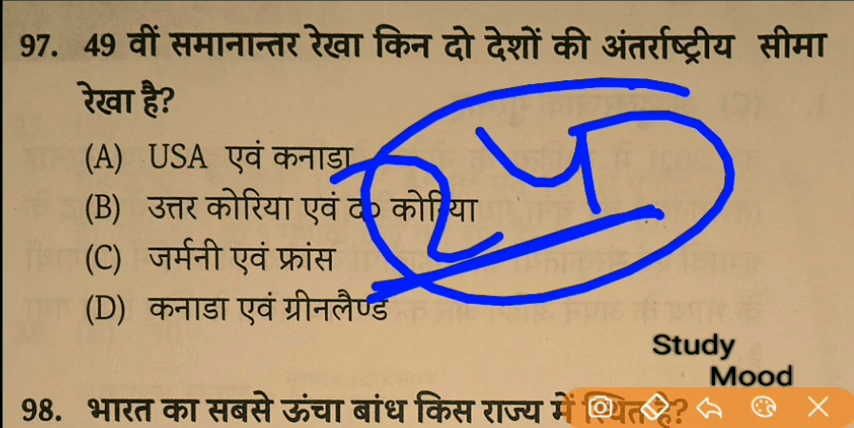 97. 49 वीं समानान्तर रेखा किन दो देशों की अंतर्राष्ट्रीय सीमा
रेखा है?
(A) USA एवं कनाडा
(B) उत्तर कोरिया एवं द० कोरिया
(C) जर्मनी एवं फ्रांस
(D) कनाडा एवं ग्रीनलैण्ड
Study
Mood
98. भारत का सबसे ऊंचा बांध किस राज्य में स्थित है?